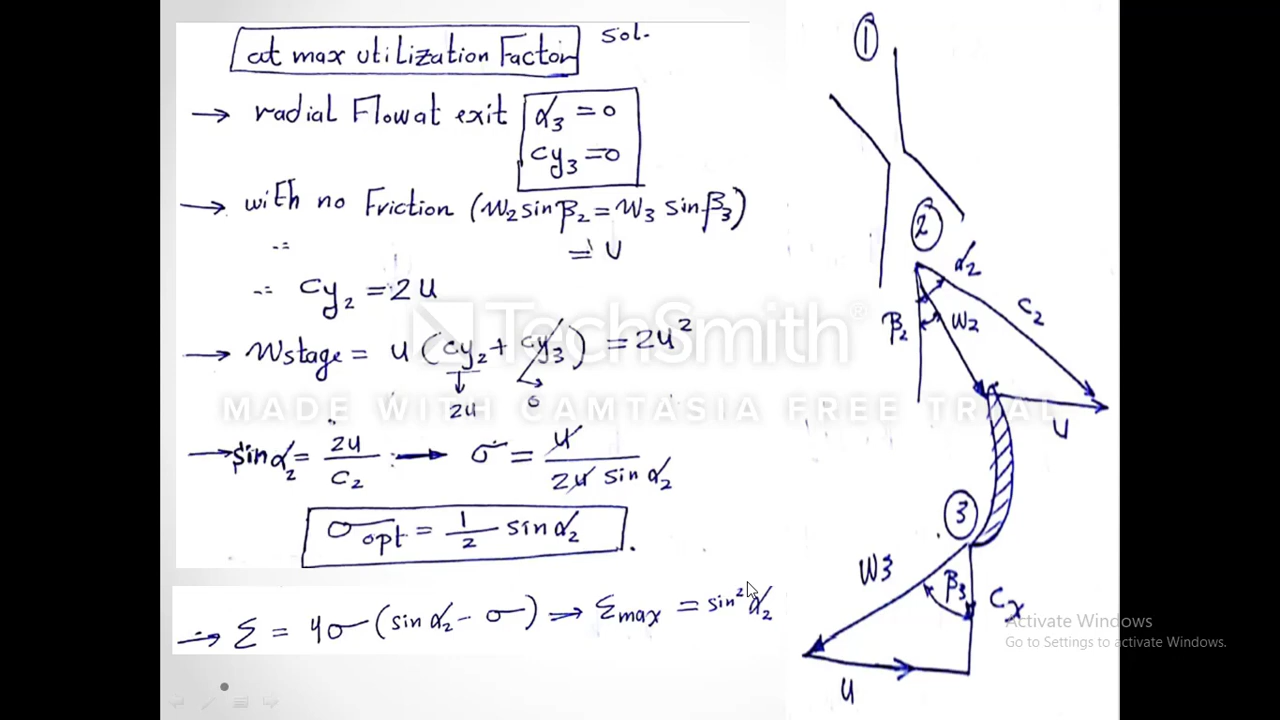 at max utilization Factor sol.
→ radial Flow at exit α₃ = 0
cy₃ = 0
→ with no Friction (W₂ sin β₂ = W₃ sin β₃)
∴ = U
∴ cy₂ = 2U
→ Wstage = U (cy₂ + cy₃) = 2U²
2U 0
→ sin α₂ = 2U / C₂ → σ = U / 2U sin α₂
σopt = 1/2 sin α₂ .
→ Σ = 4σ (sin α₂ - σ) ⇒ Σmax = sin² α₂
1
2
α₂
C₂
β₂
W₂
U
3
W3
β₃
Cx
U
TechSmith
MADE WITH CAMTASIA FREE TRIAL
Activate Windows
Go to Settings to activate Windows.